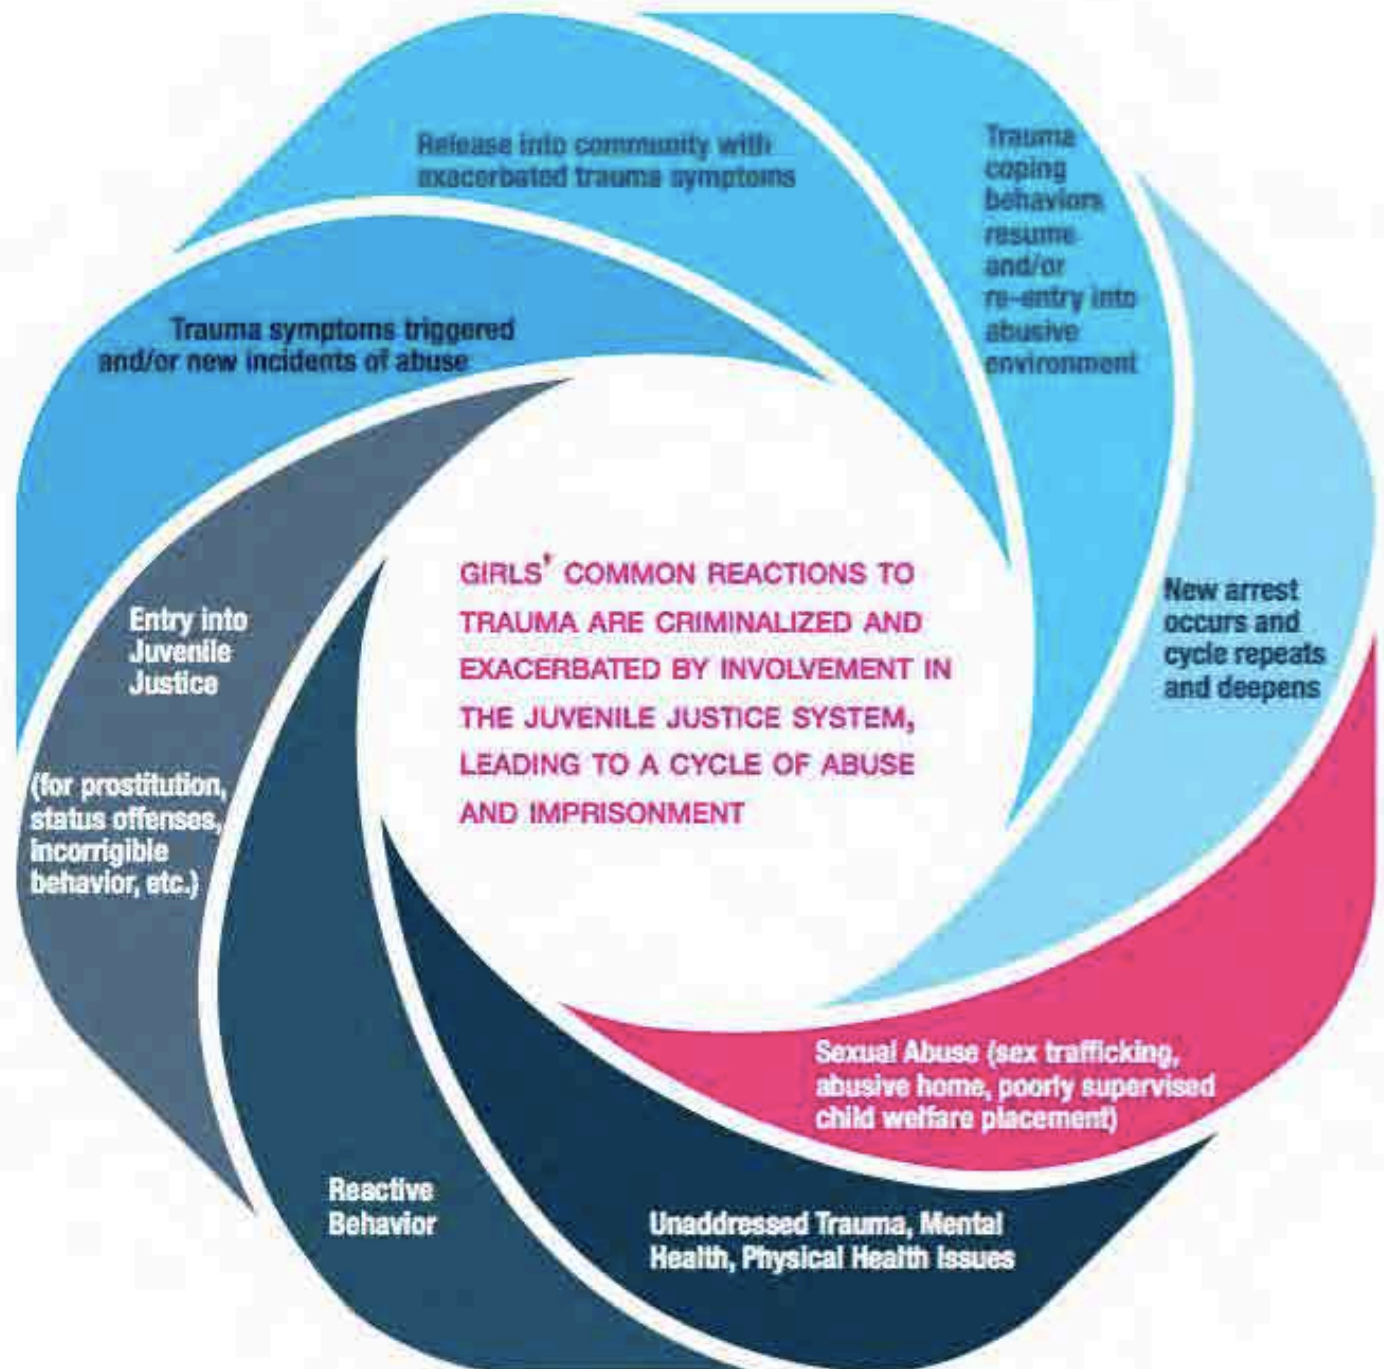 Release into community with
exacerbated trauma symptoms
Trauma
coping
behaviors
resume
and/or
re-entry into
abusive
environment
Trauma symptoms triggered
and/or new incidents of abuse
GIRLS' COMMON REACTIONS TO
TRAUMA ARE CRIMINALIZED AND
EXACERBATED BY INVOLVEMENT IN
THE JUVENILE JUSTICE SYSTEM,
LEADING TO A CYCLE OF ABUSE
AND IMPRISONMENT
New arrest
occurs and
cycle repeats
and deepens
Entry into
Juvenile
Justice
(for prostitution,
status offenses,
incorrigible
behavior, etc.)
Sexual Abuse (sex trafficking,
abusive home, poorly supervised
child welfare placement)
Reactive
Behavior
Unaddressed Trauma, Mental
Health, Physical Health Issues